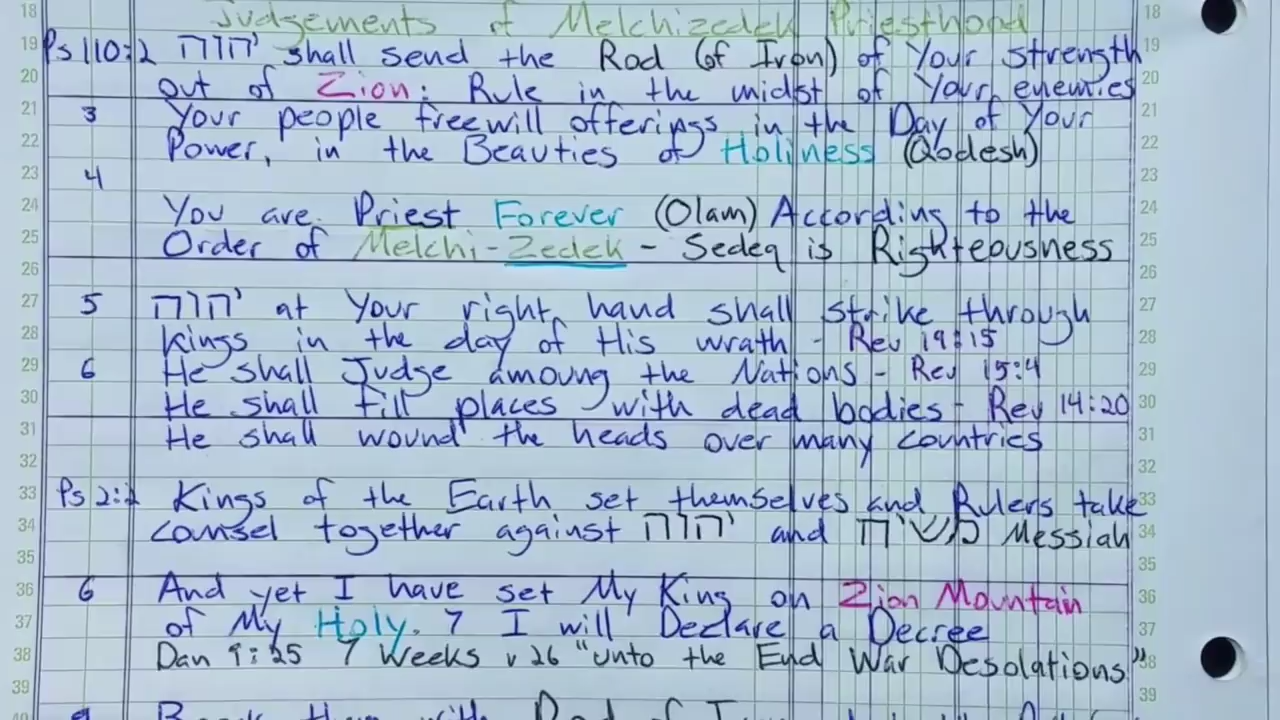 Judgements of Melchizedek Priesthood
Ps 110:2 יהוה shall send the Rod (of Iron) of Your strength
out of Zion: Rule in the midst of Your enemies
3 Your people freewill offerings in the Day of Your
Power, in the Beauties of Holiness (Qodesh)
4
You are Priest Forever (Olam) According to the
Order of Melchi-Zedek - Sedeq is Righteousness
5 יהוה at Your right hand shall strike through
kings in the day of His wrath - Rev 19:15
6 He shall Judge amoung the Nations - Rev 15:4
He shall fill places with dead bodies - Rev 14:20
He shall wound the heads over many countries
Ps 2:2 Kings of the Earth set themselves and Rulers take
counsel together against יהוה and משיח Messiah
6 And yet I have set My King on Zion Mountain
of My Holy. 7 I will Declare a Decree
Dan 9:25 7 Weeks v 26 "unto the End War Desolations"
9 Break them with Rod of Iron